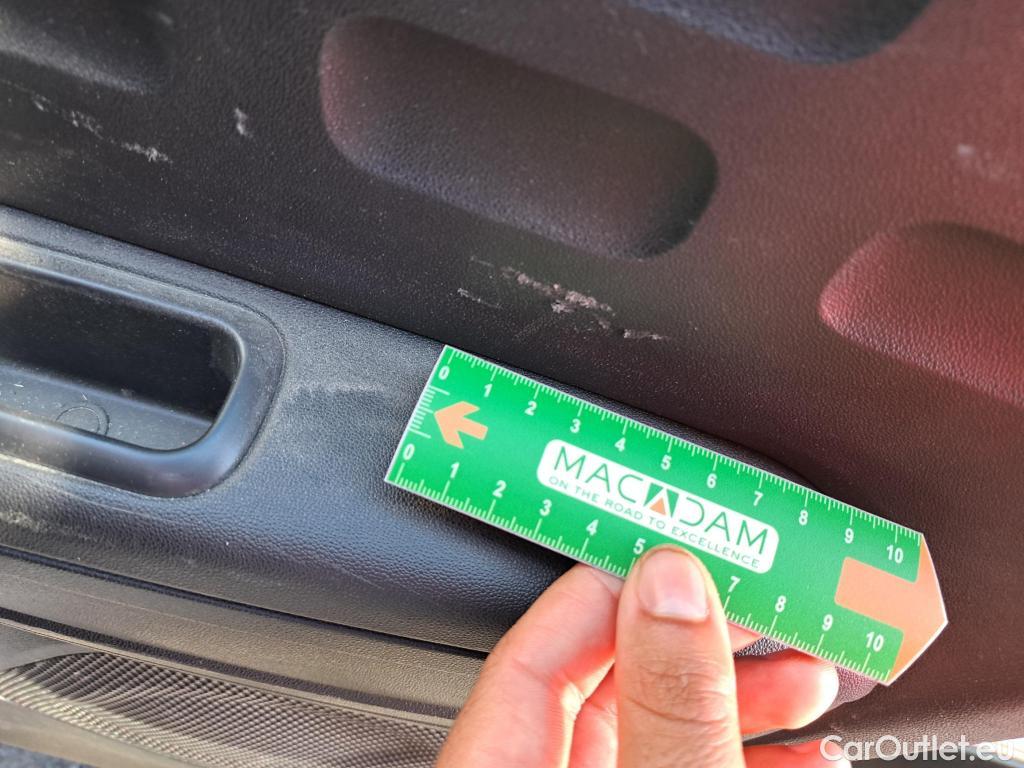 0 1 2 3 4 5 6 7 8 9 10
MACADAM
ON THE ROAD TO EXCELLENCE
0 1 2 3 4 5 7 8 9 10
CarOutlet.eu